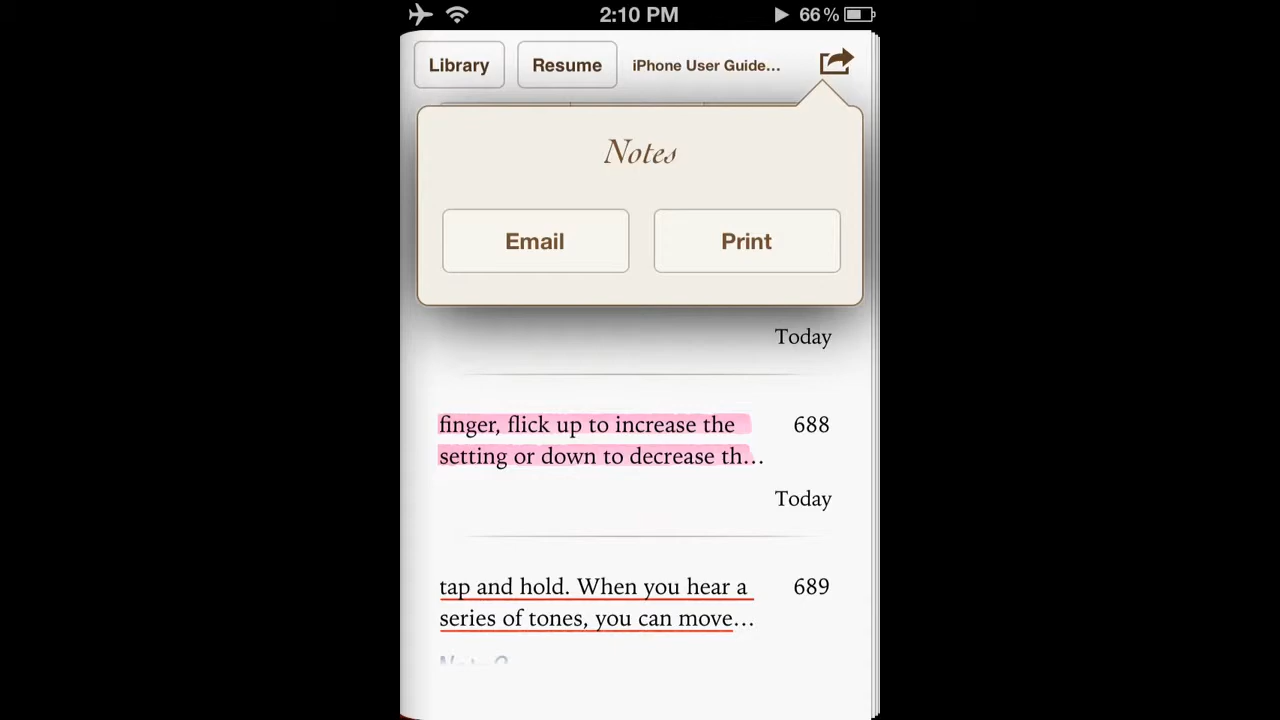 2:10 PM 66%
Library Resume iPhone User Guide...
Notes
Email Print
Today
finger, flick up to increase the 688
setting or down to decrease th...
Today
tap and hold. When you hear a 689
series of tones, you can move...